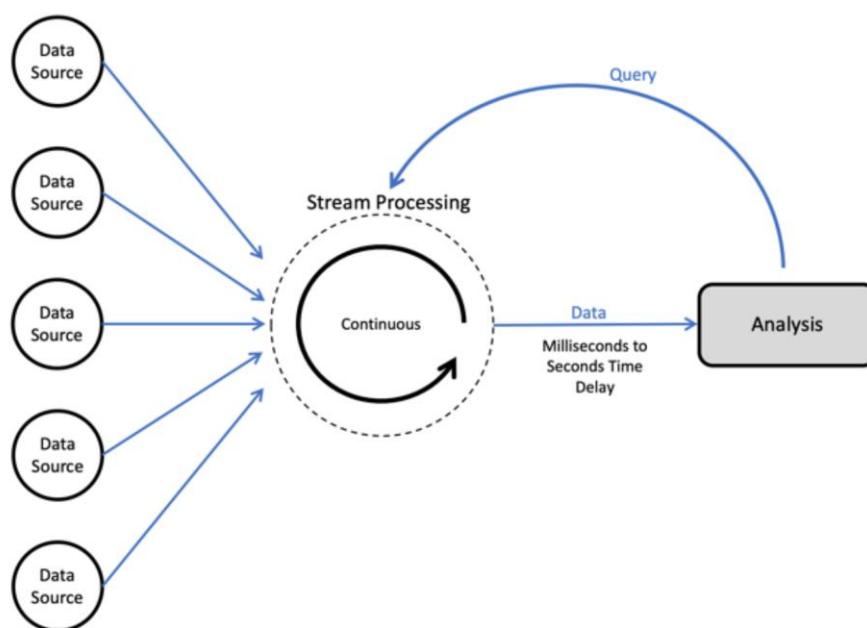 Data
Source
Data
Source
Data
Source
Data
Source
Data
Source
Query
Stream Processing
Continuous
Data
Milliseconds to
Seconds Time
Delay
Analysis